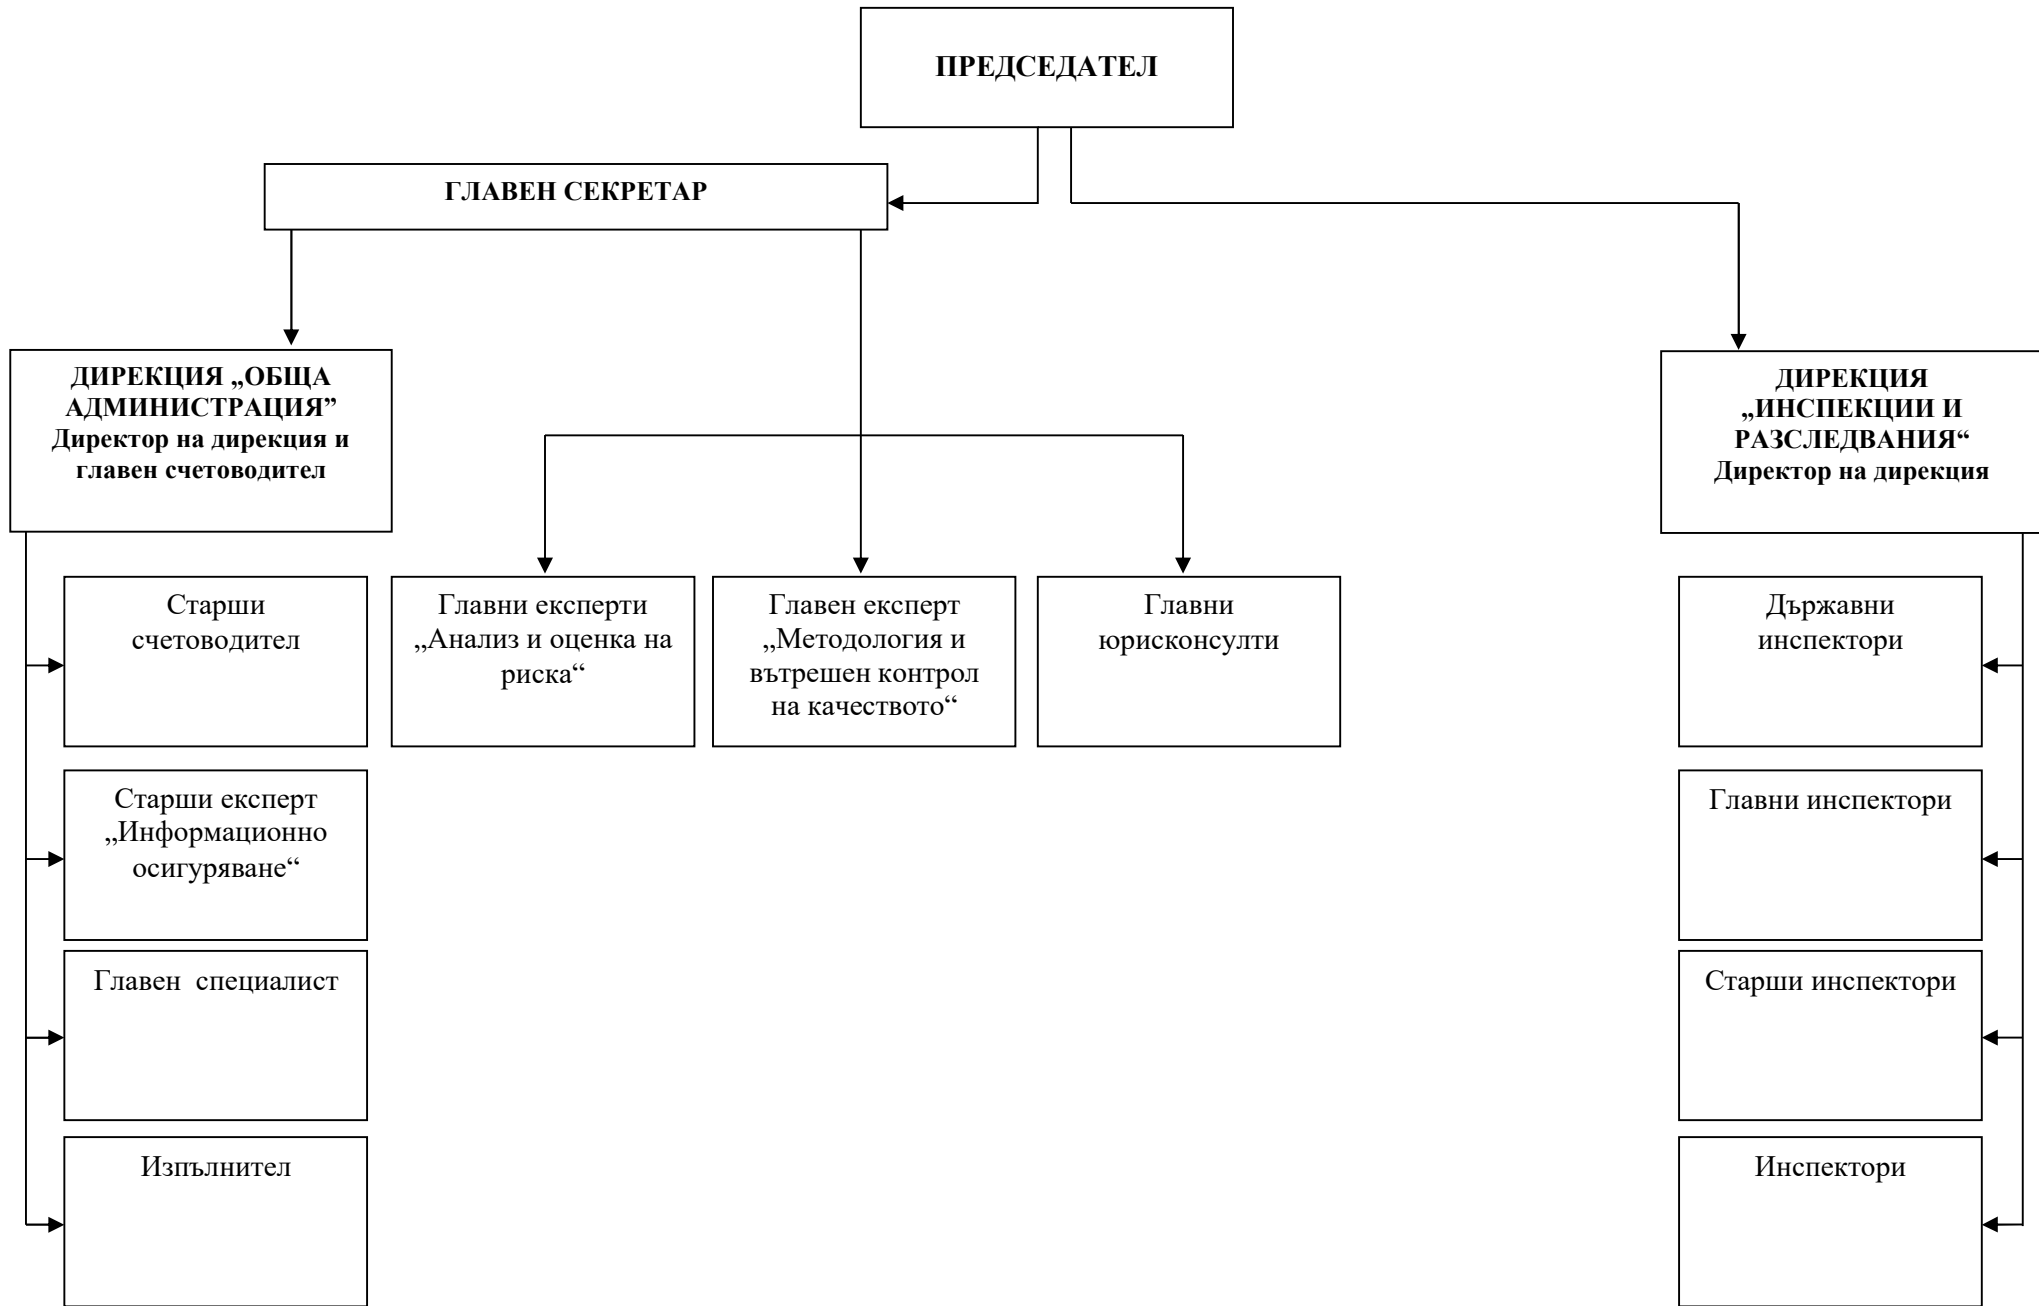 ПРЕДСЕДАТЕЛ
ГЛАВЕН СЕКРЕТАР
ДИРЕКЦИЯ „ОБЩА
АДМИНИСТРАЦИЯ”
Директор на дирекция и
главен счетоводител
ДИРЕКЦИЯ
„ИНСПЕКЦИИ И
РАЗСЛЕДВАНИЯ“
Директор на дирекция
Старши
счетоводител
Главни експерти
„Анализ и оценка на
риска“
Главен експерт
„Методология и
вътрешен контрол
на качеството“
Главни
юрисконсулти
Държавни
инспектори
Старши експерт
„Информационно
осигуряване“
Главни инспектори
Главен  специалист
Старши инспектори
Изпълнител
Инспектори